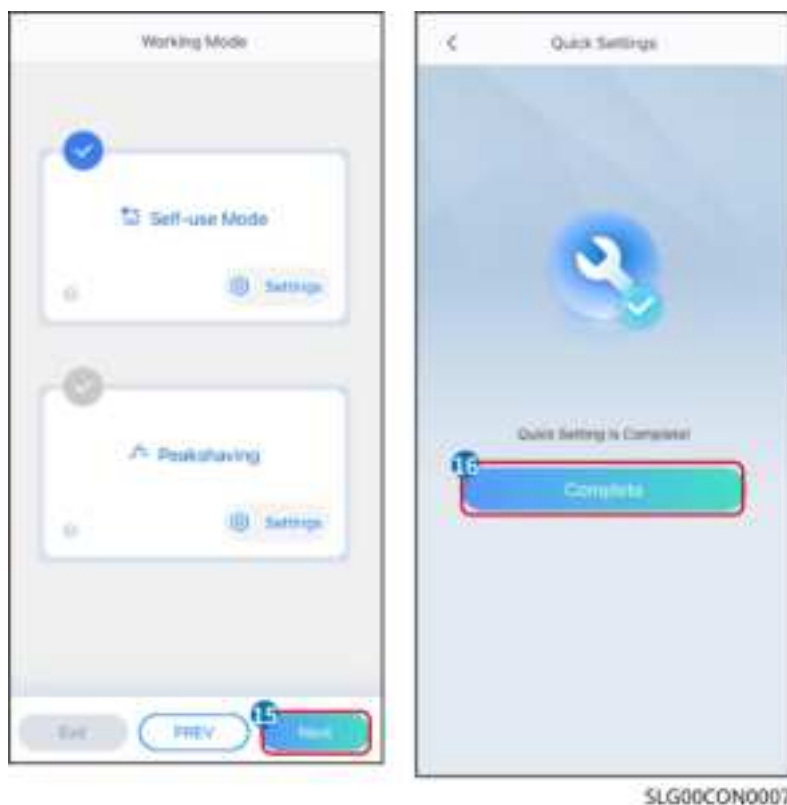 Working Mode
Self-use Mode
Settings
Peakshaving
Settings
Exit
PREV
15
Next
Quick Settings
Quick Setting is Complete!
16
Complete
SLG00CON0007